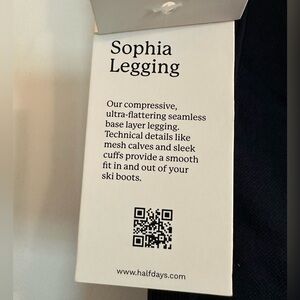 Sophia
Legging
Our compressive,
ultra-flattering seamless
base layer legging.
Technical details like
mesh calves and sleek
cuffs provide a smooth
fit in and out of your
ski boots.
www.halfdays.com